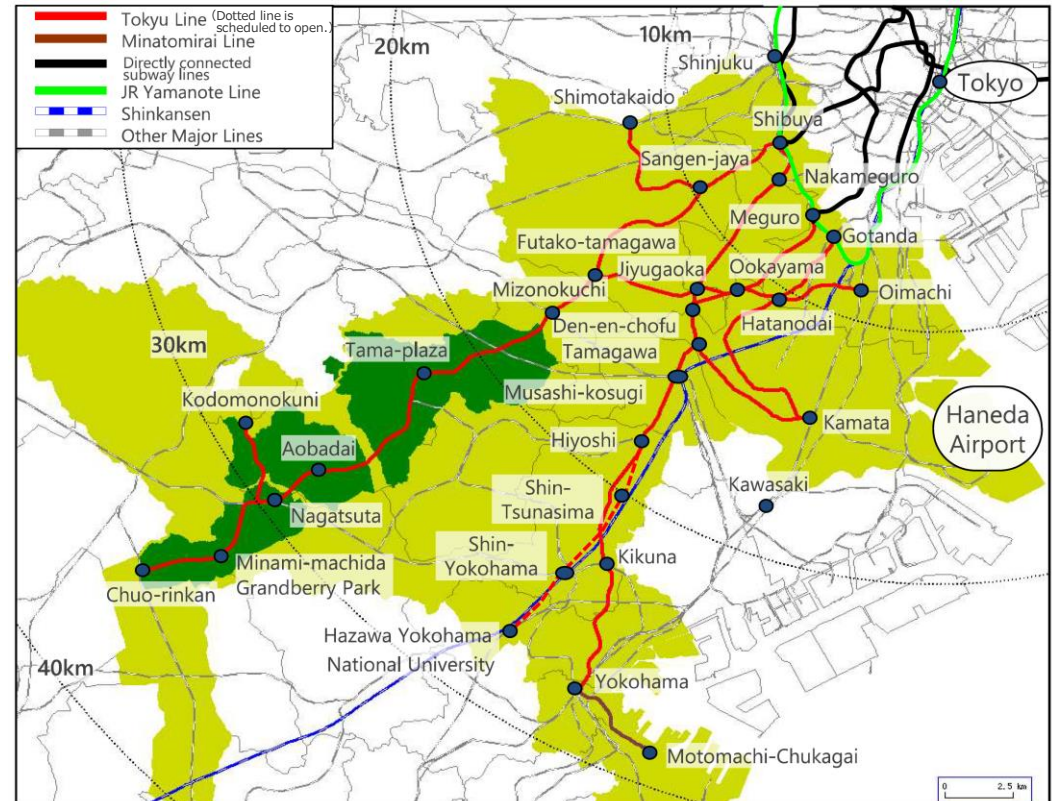 Tokyu Line (Dotted line is
scheduled to open.)
Minatomirai Line
Directly connected
subway lines
JR Yamanote Line
Shinkansen
Other Major Lines
20km
10km
Shinjuku
Tokyo
Shimotakaido
Shibuya
Sangen-jaya
Nakameguro
Meguro
Gotanda
Futako-tamagawa
Jiyugaoka
Ookayama
Mizonokuchi
Oimachi
Den-en-chofu
Hatanodai
30km
Tama-plaza
Tamagawa
Musashi-kosugi
Kodomonokuni
Kamata
Haneda
Airport
Hiyoshi
Aobadai
Kawasaki
Shin-
Tsunasima
Nagatsuta
Shin-
Yokohama
Kikuna
Minami-machida
Grandberry Park
Chuo-rinkan
Hazawa Yokohama
National University
40km
Yokohama
Motomachi-Chukagai
0 2.5 km